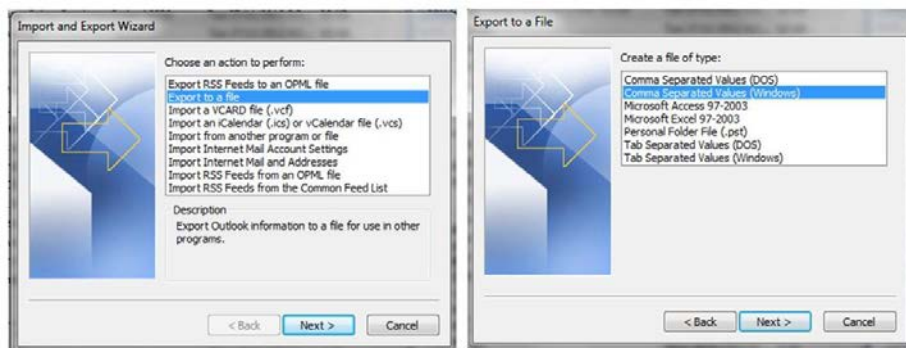 Import and Export Wizard
Choose an action to perform:
Export RSS Feeds to an OPML file
Export to a file
Import a VCARD file (.vcf)
Import an iCalendar (.ics) or vCalendar file (.vcs)
Import from another program or file
Import Internet Mail Account Settings
Import Internet Mail and Addresses
Import RSS Feeds from an OPML file
Import RSS Feeds from the Common Feed List
Description
Export Outlook information to a file for use in other
programs.
< Back
Next >
Cancel
Export to a File
Create a file of type:
Comma Separated Values (DOS)
Comma Separated Values (Windows)
Microsoft Access 97-2003
Microsoft Excel 97-2003
Personal Folder File (.pst)
Tab Separated Values (DOS)
Tab Separated Values (Windows)
< Back
Next >
Cancel